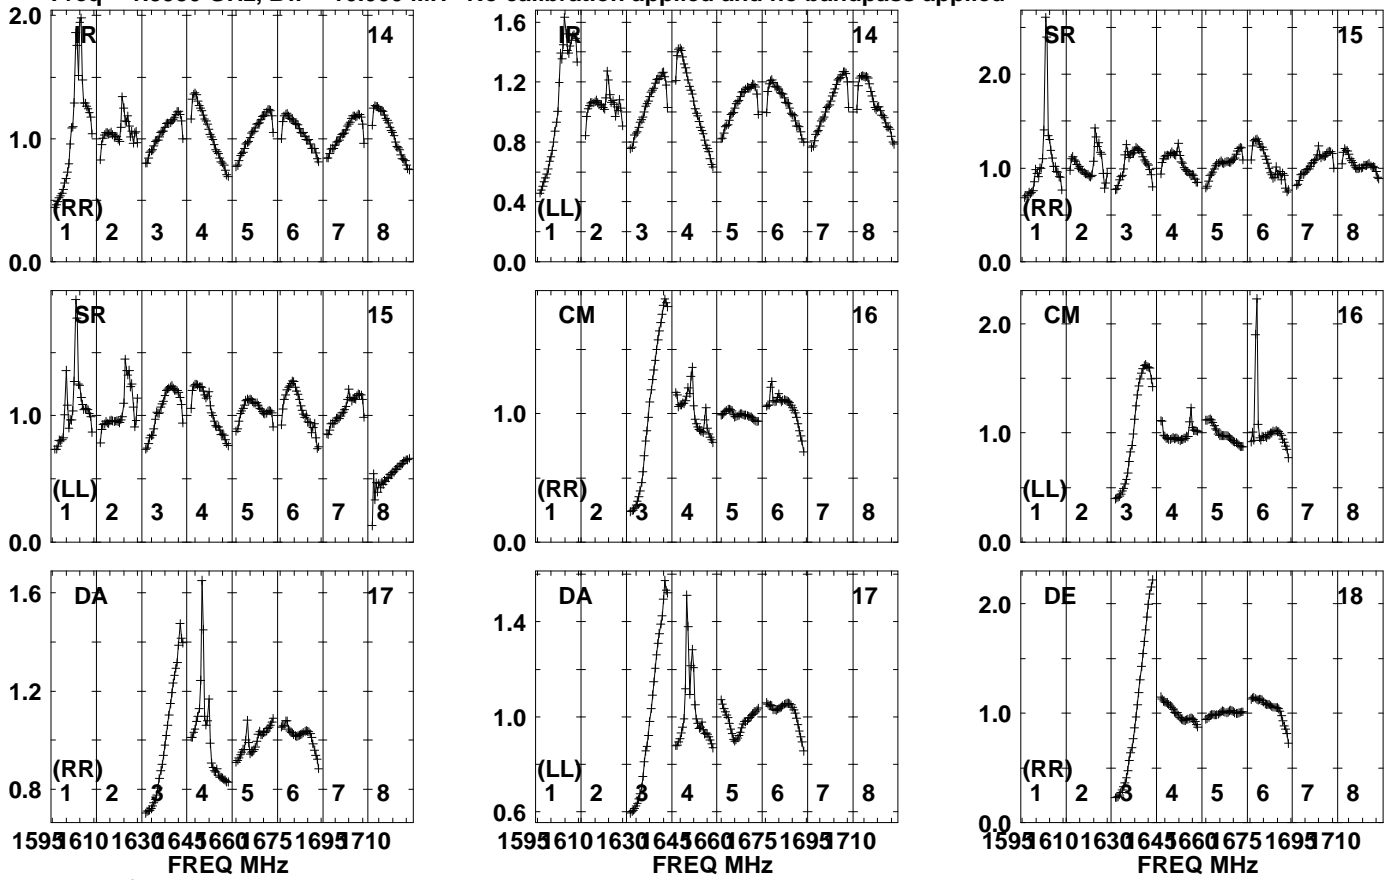 No calibration applied and no bandpass applied
2.0 IR 14
1.0
(RR)
1 2 3 4 5 6 7 8
0.0
1.6 IR 14
1.2
0.8
0.4 (LL)
1 2 3 4 5 6 7 8
0.0
SR 15
2.0
1.0
(RR)
1 2 3 4 5 6 7 8
0.0
SR 15
1.0
(LL)
1 2 3 4 5 6 7 8
0.0
CM 16
1.0
(RR)
1 2 3 4 5 6 7 8
0.0
CM 16
2.0
1.0
(LL)
1 2 3 4 5 6 7 8
0.0
1.6 DA 17
1.2
(RR)
0.8 1 2 3 4 5 6 7 8
DA 17
1.4
1.0
(LL)
1 2 3 4 5 6 7 8
0.6
2.0 DE 18
1.0
(RR)
1 2 3 4 5 6 7 8
0.0
1595 1610 1630 1645 1660 1675 1695 1710
FREQ MHz
1595 1610 1630 1645 1660 1675 1695 1710
FREQ MHz
1595 1610 1630 1645 1660 1675 1695 1710
FREQ MHz